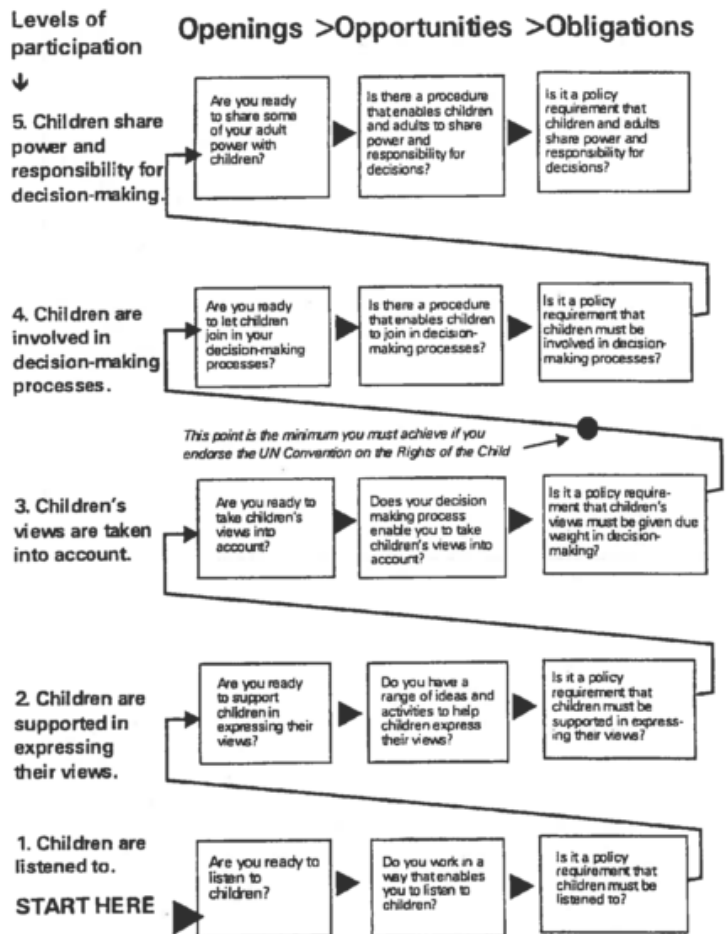 Levels of
participation
Openings >Opportunities >Obligations
5. Children share
power and
responsibility for
decision-making.
Are you ready
to share some
of your adult
power with
children?
Is there a procedure
that enables children
and adults to share
power and
responsibility for
decisions?
Is it a policy
requirement that
children and adults
share power and
responsibility for
decisions?
4. Children are
involved in
decision-making
processes.
Are you ready
to let children
join in your
decision-making
processes?
Is there a procedure
that enables children
to join in decision-
making processes?
Is it a policy
requirement that
children must be
involved in decision-
making processes?
This point is the minimum you must achieve if you
endorse the UN Convention on the Rights of the Child
3. Children's
views are taken
into account.
Are you ready to
take children's
views into
account?
Does your decision
making process
enable you to take
children's views into
account?
Is it a policy require-
ment that children's
views must be given due
weight in decision-
making?
2. Children are
supported in
expressing
their views.
Are you ready
to support
children in
expressing their
views?
Do you have a
range of ideas and
activities to help
children express
their views?
Is it a policy
requirement that
children must be
supported in express-
ing their views?
1. Children are
listened to.
START HERE
Are you ready to
listen to
children?
Do you work in a
way that enables
you to listen to
children?
Is it a policy
requirement that
children must be
listened to?